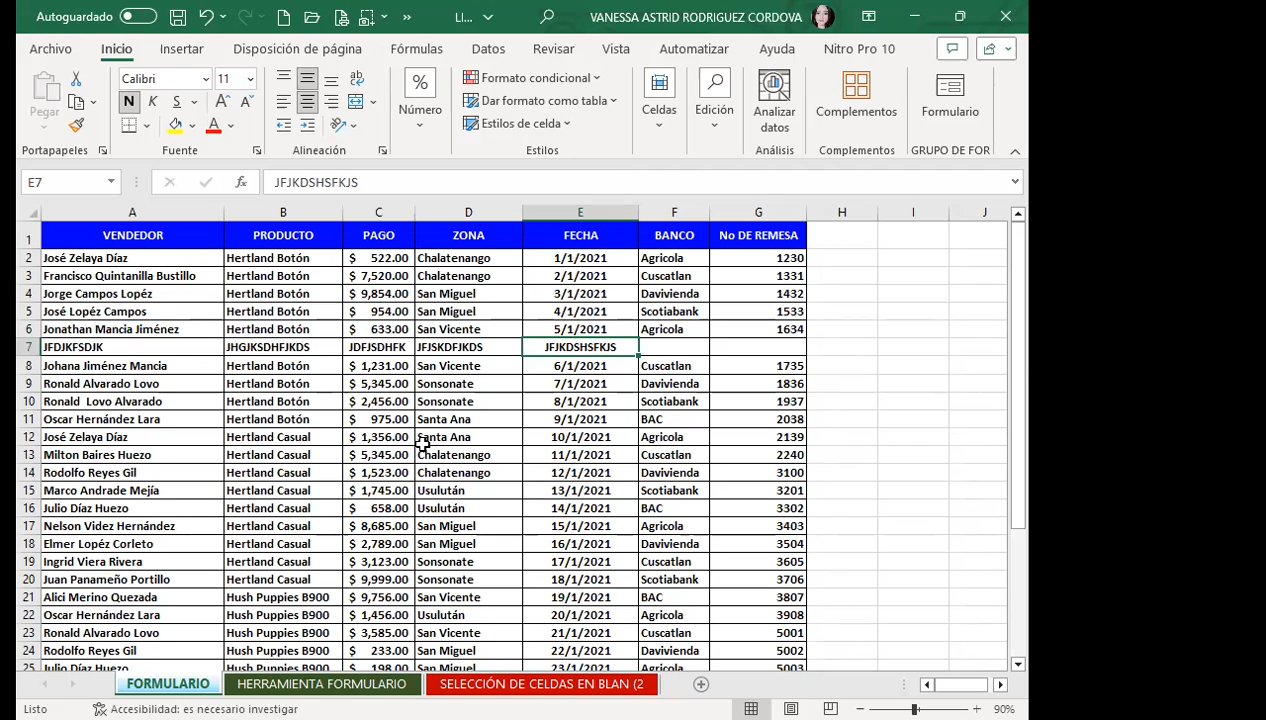 Autoguardado LI... VANESSA ASTRID RODRIGUEZ CORDOVA
Archivo Inicio Insertar Disposición de página Fórmulas Datos Revisar Vista Automatizar Ayuda Nitro Pro 10
Pegar Calibri 11 Número Formato condicional Celdas Edición Analizar datos Complementos Formulario
N K S Dar formato como tabla
Estilos de celda
Portapapeles Fuente Alineación Estilos Análisis Complementos GRUPO DE FOR
E7 fx JFJKDSHSFKJS
A B C D E F G H I J
1 VENDEDOR PRODUCTO PAGO ZONA FECHA BANCO No DE REMESA
2 José Zelaya Díaz Hertland Botón $ 522.00 Chalatenango 1/1/2021 Agricola 1230
3 Francisco Quintanilla Bustillo Hertland Botón $ 7,520.00 Chalatenango 2/1/2021 Cuscatlan 1331
4 Jorge Campos Lopéz Hertland Botón $ 9,854.00 San Miguel 3/1/2021 Davivienda 1432
5 José Lopéz Campos Hertland Botón $ 954.00 San Miguel 4/1/2021 Scotiabank 1533
6 Jonathan Mancia Jiménez Hertland Botón $ 633.00 San Vicente 5/1/2021 Agricola 1634
7 JFDJKFSDJK JHGJKSDHFJKDS JDFJSDHFK JFJSKDFJKDS JFJKDSHSFKJS
8 Johana Jiménez Mancia Hertland Botón $ 1,231.00 San Vicente 6/1/2021 Cuscatlan 1735
9 Ronald Alvarado Lovo Hertland Botón $ 5,345.00 Sonsonate 7/1/2021 Davivienda 1836
10 Ronald Lovo Alvarado Hertland Botón $ 2,456.00 Sonsonate 8/1/2021 Scotiabank 1937
11 Oscar Hernández Lara Hertland Botón $ 975.00 Santa Ana 9/1/2021 BAC 2038
12 José Zelaya Díaz Hertland Casual $ 1,356.00 Santa Ana 10/1/2021 Agricola 2139
13 Milton Baires Huezo Hertland Casual $ 5,345.00 Chalatenango 11/1/2021 Cuscatlan 2240
14 Rodolfo Reyes Gil Hertland Casual $ 1,523.00 Chalatenango 12/1/2021 Davivienda 3100
15 Marco Andrade Mejía Hertland Casual $ 1,745.00 Usulután 13/1/2021 Scotiabank 3201
16 Julio Díaz Huezo Hertland Casual $ 658.00 Usulután 14/1/2021 BAC 3302
17 Nelson Videz Hernández Hertland Casual $ 8,685.00 San Miguel 15/1/2021 Agricola 3403
18 Elmer Lopéz Corleto Hertland Casual $ 2,789.00 San Miguel 16/1/2021 Davivienda 3504
19 Ingrid Viera Rivera Hertland Casual $ 3,123.00 Sonsonate 17/1/2021 Cuscatlan 3605
20 Juan Panameño Portillo Hertland Casual $ 9,999.00 Sonsonate 18/1/2021 Scotiabank 3706
21 Alici Merino Quezada Hush Puppies B900 $ 9,756.00 San Vicente 19/1/2021 BAC 3807
22 Oscar Hernández Lara Hush Puppies B900 $ 1,456.00 Usulután 20/1/2021 Agricola 3908
23 Ronald Alvarado Lovo Hush Puppies B900 $ 3,585.00 San Vicente 21/1/2021 Cuscatlan 5001
24 Rodolfo Reyes Gil Hush Puppies B900 $ 233.00 San Miguel 22/1/2021 Davivienda 5002
25 Julio Díaz Huezo Hush Puppies B900 $ 198.00 San Miguel 23/1/2021 Agricola 5003
FORMULARIO HERRAMIENTA FORMULARIO SELECCIÓN DE CELDAS EN BLAN (2
Listo Accesibilidad: es necesario investigar 90%